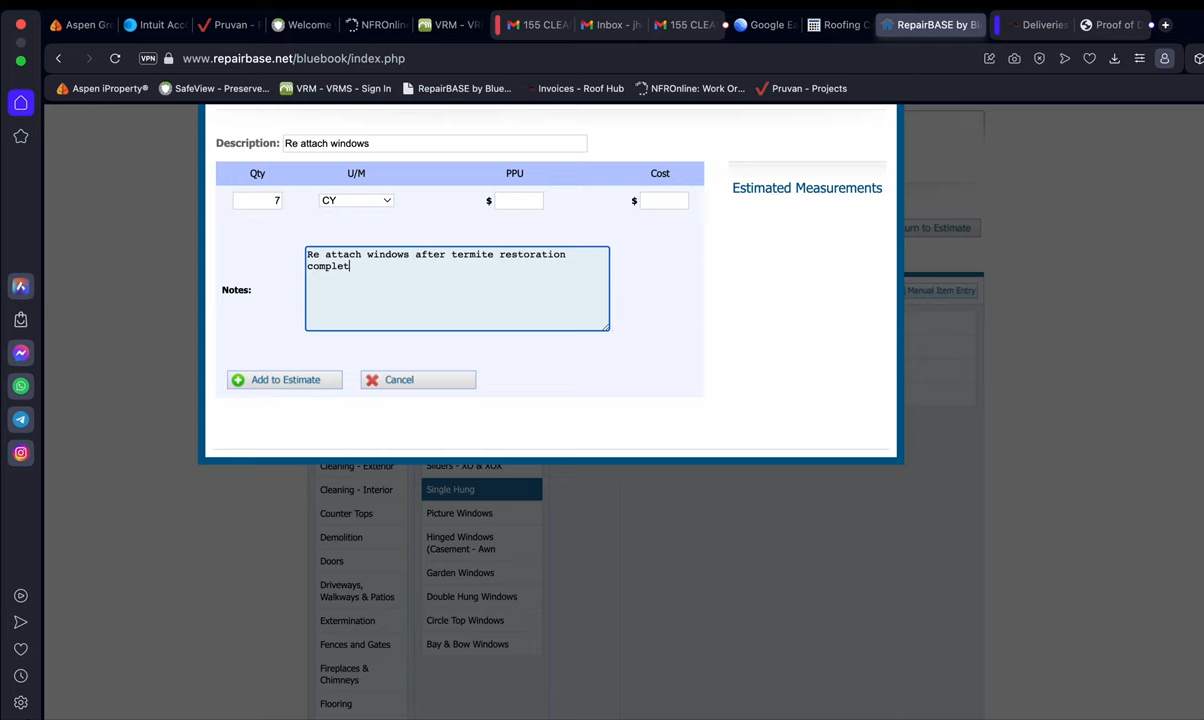 Aspen Gr
Intuit Acc
Pruvan -
Welcome
NFROnline
VRM - VR
155 CLEA
Inbox - jh
155 CLEA
Google Ea
Roofing C
RepairBASE by Bl
Deliveries
Proof of D
VPN
www.repairbase.net/bluebook/index.php
Aspen iProperty®
SafeView - Preserve...
VRM - VRMS - Sign In
RepairBASE by Blue...
Invoices - Roof Hub
NFROnline: Work Or...
Pruvan - Projects
Description: Re attach windows
Qty U/M PPU Cost
7 CY $ $
Estimated Measurements
urn to Estimate
Manual Item Entry
Notes:
Re attach windows after termite restoration
complet
Add to Estimate
Cancel
Cleaning - Exterior
Cleaning - Interior
Counter Tops
Demolition
Doors
Driveways,
Walkways & Patios
Extermination
Fences and Gates
Fireplaces &
Chimneys
Flooring
Sliders - XO & XOX
Single Hung
Picture Windows
Hinged Windows
(Casement - Awn
Garden Windows
Double Hung Windows
Circle Top Windows
Bay & Bow Windows